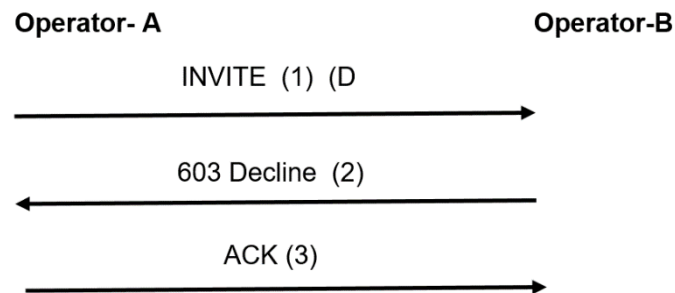 Operator- A Operator-B
INVITE (1) (D
603 Decline (2)
ACK (3)